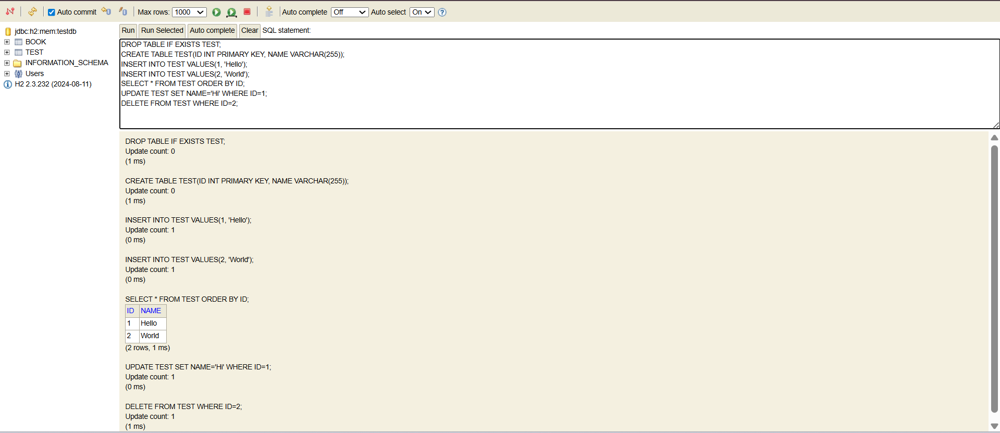 Auto commit Max rows: 1000 Auto complete Off Auto select On
jdbc:h2:mem:testdb
BOOK
TEST
INFORMATION_SCHEMA
Users
H2 2.3.232 (2024-08-11)
Run Run Selected Auto complete Clear SQL statement:
DROP TABLE IF EXISTS TEST;
CREATE TABLE TEST(ID INT PRIMARY KEY, NAME VARCHAR(255));
INSERT INTO TEST VALUES(1, 'Hello');
INSERT INTO TEST VALUES(2, 'World');
SELECT * FROM TEST ORDER BY ID;
UPDATE TEST SET NAME='Hi' WHERE ID=1;
DELETE FROM TEST WHERE ID=2;
DROP TABLE IF EXISTS TEST;
Update count: 0
(1 ms)
CREATE TABLE TEST(ID INT PRIMARY KEY, NAME VARCHAR(255));
Update count: 0
(1 ms)
INSERT INTO TEST VALUES(1, 'Hello');
Update count: 1
(0 ms)
INSERT INTO TEST VALUES(2, 'World');
Update count: 1
(0 ms)
SELECT * FROM TEST ORDER BY ID;
ID NAME
1 Hello
2 World
(2 rows, 1 ms)
UPDATE TEST SET NAME='Hi' WHERE ID=1;
Update count: 1
(0 ms)
DELETE FROM TEST WHERE ID=2;
Update count: 1
(1 ms)